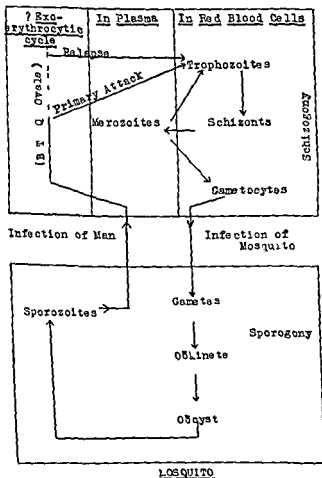 ? Exo-
erythrocytic
cycle
In Plasma
In Red Blood Cells
Relapse
Trophozoites
Primary Attack
(B T Q Ovale)
Merozoites
Schizonts
Schizogony
Gametocytes
Infection of Man
Infection of
Mosquito
Sporozoites
Gametes
Sporogony
Oökinete
Oöcyst
LOSQUITO